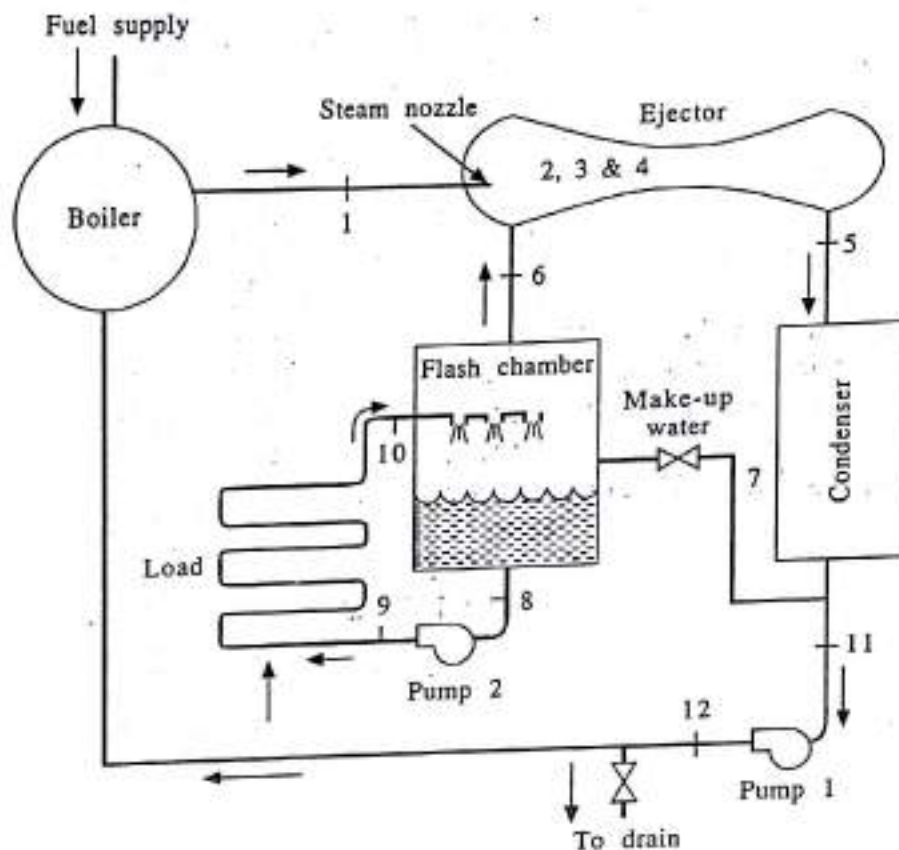 Fuel supply
Steam nozzle
Ejector
2, 3 & 4
Boiler
1
5
6
Flash chamber
Make-up
water
Condenser
10
7
Load
9
8
11
Pump 2
12
Pump 1
To drain